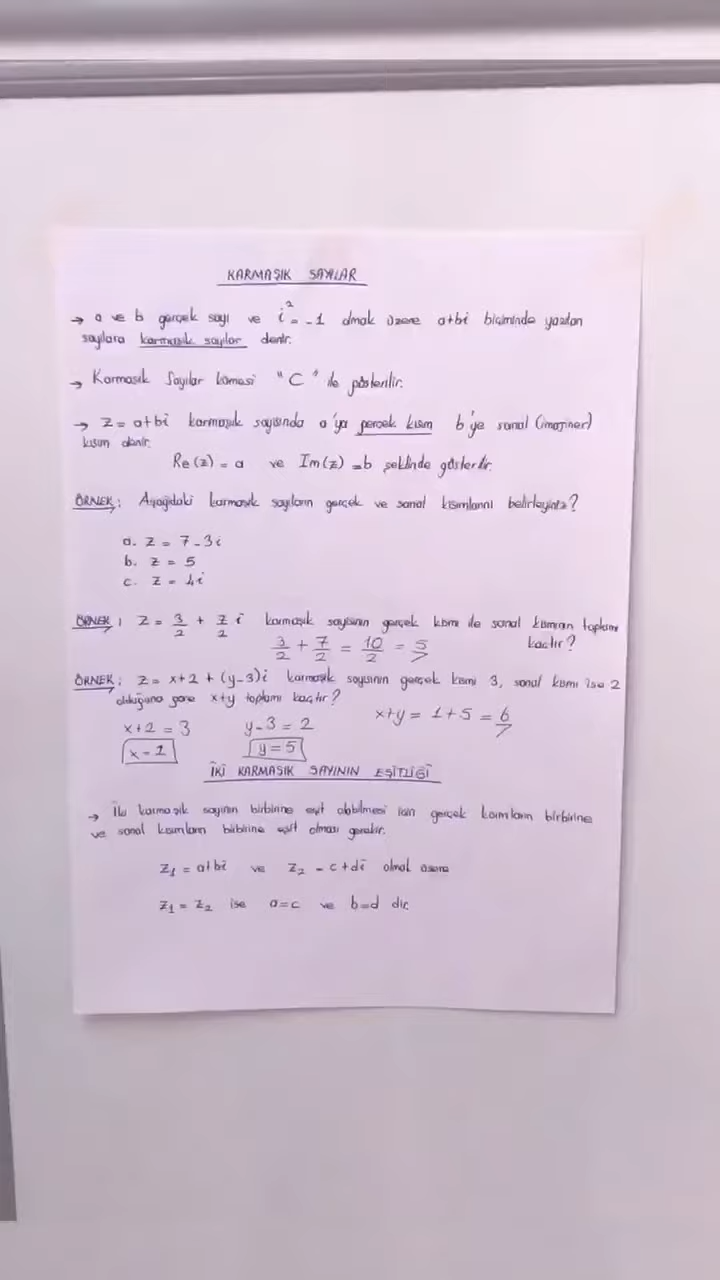 KARMAŞIK SAYILAR
→ a ve b gerçek sayı ve i² = -1 olmak üzere a+bi biçiminde yazılan
sayılara karmaşık sayılar denir.
→ Karmaşık Sayılar kümesi "C" ile gösterilir.
→ z = a+bi karmaşık sayısında a'ya gerçek kısım b'ye sanal (imajiner)
kısım denir.
Re(z) = a ve Im(z) = b şeklinde gösterilir.
ÖRNEK: Aşağıdaki karmaşık sayıların gerçek ve sanal kısımlarını belirleyiniz?
a. z = 7-3i
b. z = 5
c. z = 4i
ÖRNEK: z = 3/2 + 7/2 i karmaşık sayısının gerçek kısmı ile sanal kısmının toplamı
kaçtır?
3/2 + 7/2 = 10/2 = 5
ÖRNEK: z = x+2 + (y-3)i karmaşık sayısının gerçek kısmı 3, sanal kısmı ise 2
olduğuna göre x+y toplamı kaçtır?
x+2 = 3 y-3 = 2 x+y = 1+5 = 6
x = 1 y = 5
İKİ KARMAŞIK SAYININ EŞİTLİĞİ
→ İki karmaşık sayının birbirine eşit olabilmesi için gerçek kısımların birbirine
ve sanal kısımların birbirine eşit olması gerekir.
z₁ = a+bi ve z₂ = c+di olmak üzere
z₁ = z₂ ise a=c ve b=d dir.